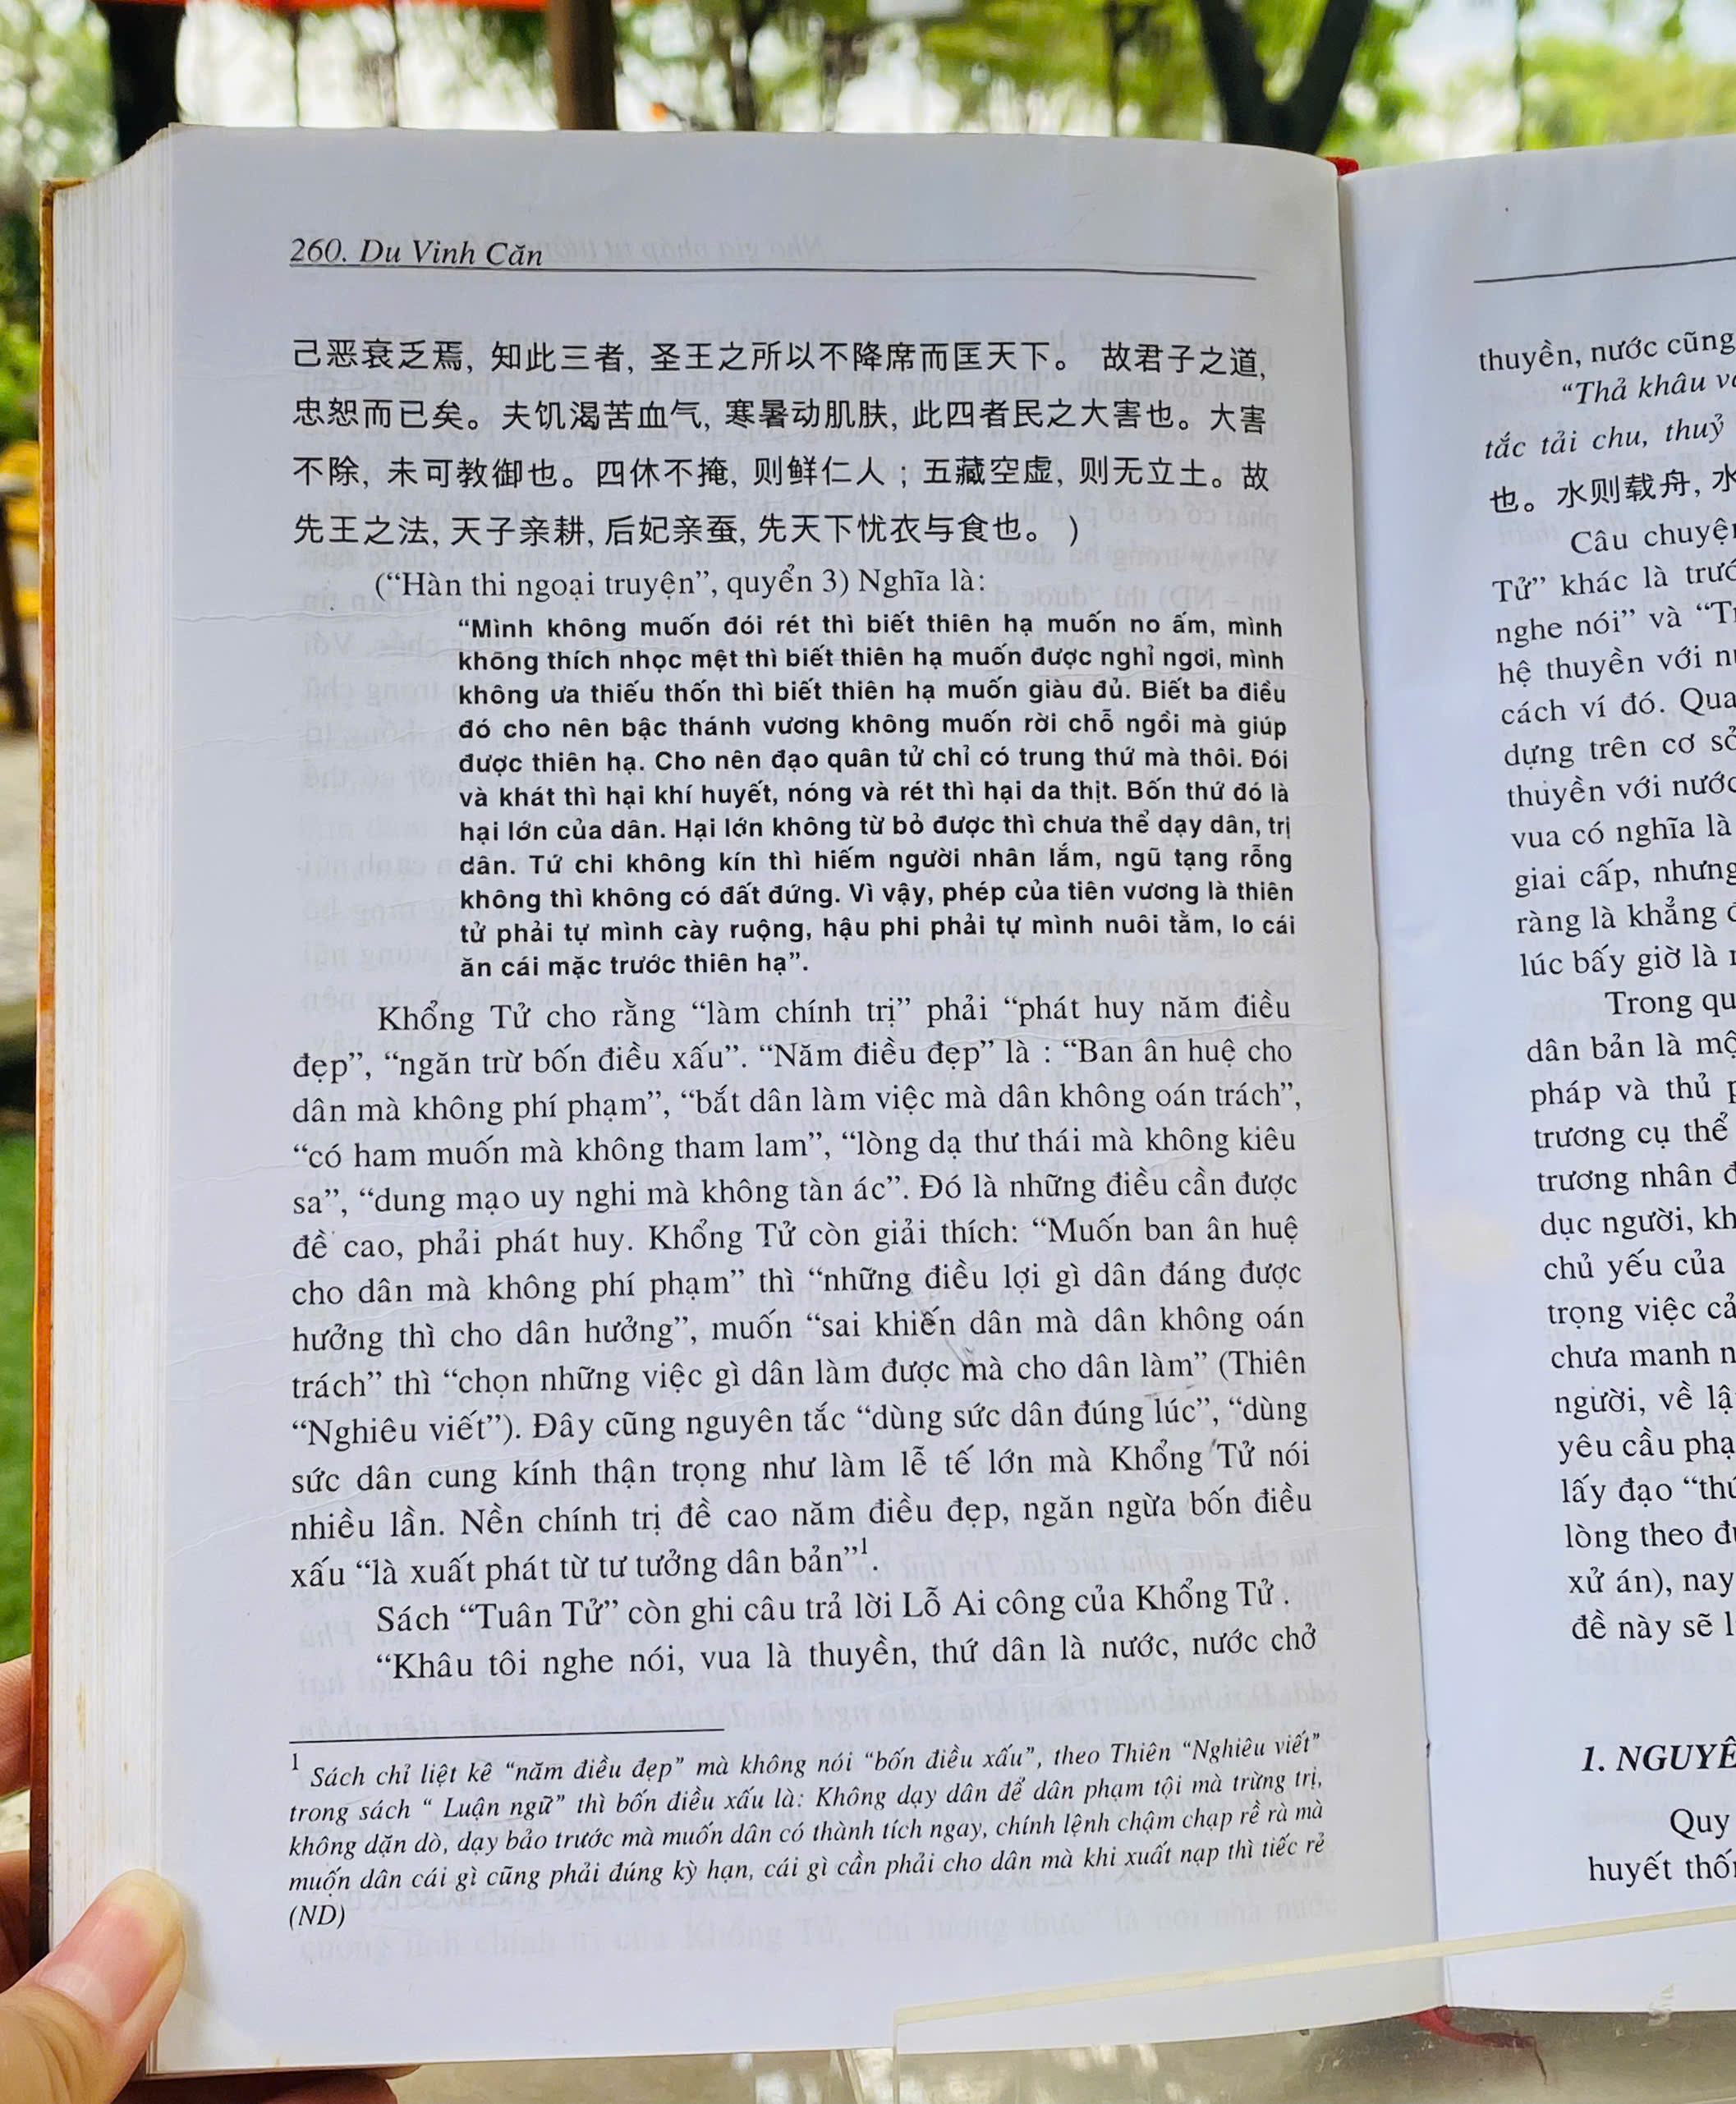 260. Du Vinh Căn
己恶衰乏焉, 知此三者, 圣王之所以不降席而匡天下。 故君子之道,
忠恕而已矣。夫饥渴苦血气, 寒暑动肌肤, 此四者民之大害也。大害
不除, 未可教御也。四休不掩, 则鲜仁人；五藏空虚, 则无立土。故
先王之法, 天子亲耕, 后妃亲蚕, 先天下忧衣与食也。 )
(“Hàn thi ngoại truyện”, quyển 3) Nghĩa là:
“Mình không muốn đói rét thì biết thiên hạ muốn no ấm, mình
không thích nhọc mệt thì biết thiên hạ muốn được nghỉ ngơi, mình
không ưa thiếu thốn thì biết thiên hạ muốn giàu đủ. Biết ba điều
đó cho nên bậc thánh vương không muốn rời chỗ ngồi mà giúp
được thiên hạ. Cho nên đạo quân tử chỉ có trung thứ mà thôi. Đói
và khát thì hại khí huyết, nóng và rét thì hại da thịt. Bốn thứ đó là
hại lớn của dân. Hại lớn không từ bỏ được thì chưa thể dạy dân, trị
dân. Tứ chi không kín thì hiếm người nhân lắm, ngũ tạng rỗng
không thì không có đất đứng. Vì vậy, phép của tiên vương là thiên
tử phải tự mình cày ruộng, hậu phi phải tự mình nuôi tằm, lo cái
ăn cái mặc trước thiên hạ”.
Khổng Tử cho rằng “làm chính trị” phải “phát huy năm điều
đẹp”, “ngăn trừ bốn điều xấu”. “Năm điều đẹp” là : “Ban ân huệ cho
dân mà không phí phạm”, “bắt dân làm việc mà dân không oán trách”,
“có ham muốn mà không tham lam”, “lòng dạ thư thái mà không kiêu
sa”, “dung mạo uy nghi mà không tàn ác”. Đó là những điều cần được
đề cao, phải phát huy. Khổng Tử còn giải thích: “Muốn ban ân huệ
cho dân mà không phí phạm” thì “những điều lợi gì dân đáng được
hưởng thì cho dân hưởng”, muốn “sai khiến dân mà dân không oán
trách” thì “chọn những việc gì dân làm được mà cho dân làm” (Thiên
“Nghiêu viết”). Đây cũng nguyên tắc “dùng sức dân đúng lúc”, “dùng
sức dân cung kính thận trọng như làm lễ tế lớn mà Khổng Tử nói
nhiều lần. Nền chính trị đề cao năm điều đẹp, ngăn ngừa bốn điều
xấu “là xuất phát từ tư tưởng dân bản”1.
Sách “Tuân Tử” còn ghi câu trả lời Lỗ Ai công của Khổng Tử .
“Khâu tôi nghe nói, vua là thuyền, thứ dân là nước, nước chở
1 Sách chỉ liệt kê “năm điều đẹp” mà không nói “bốn điều xấu”, theo Thiên “Nghiêu viết”
trong sách “ Luận ngữ” thì bốn điều xấu là: Không dạy dân để dân phạm tội mà trừng trị,
không dặn dò, dạy bảo trước mà muốn dân có thành tích ngay, chính lệnh chậm chạp rề rà mà
muốn dân cái gì cũng phải đúng kỳ hạn, cái gì cần phải cho dân mà khi xuất nạp thì tiếc rẻ
(ND)
thuyền, nước cũng
“Thả khâu
tắc tải chu, thuỷ
也。水则载舟, 水
Câu chuyện
Tử” khác là
nghe nói” và
hệ thuyền với
cách ví đó.
dựng trên cơ
thuyền với nước
vua có nghĩa là
giai cấp, nhưng
ràng là khẳng
lúc bấy giờ là
Trong
dân bản là
pháp và thủ
trương cụ thể
trương nhân
dục người,
chủ yếu của
trọng việc
chưa manh
người, về
yêu cầu
lấy đạo
lòng theo
xử án), nay
đề này sẽ
1. NGUYÊ
Quy
huyết